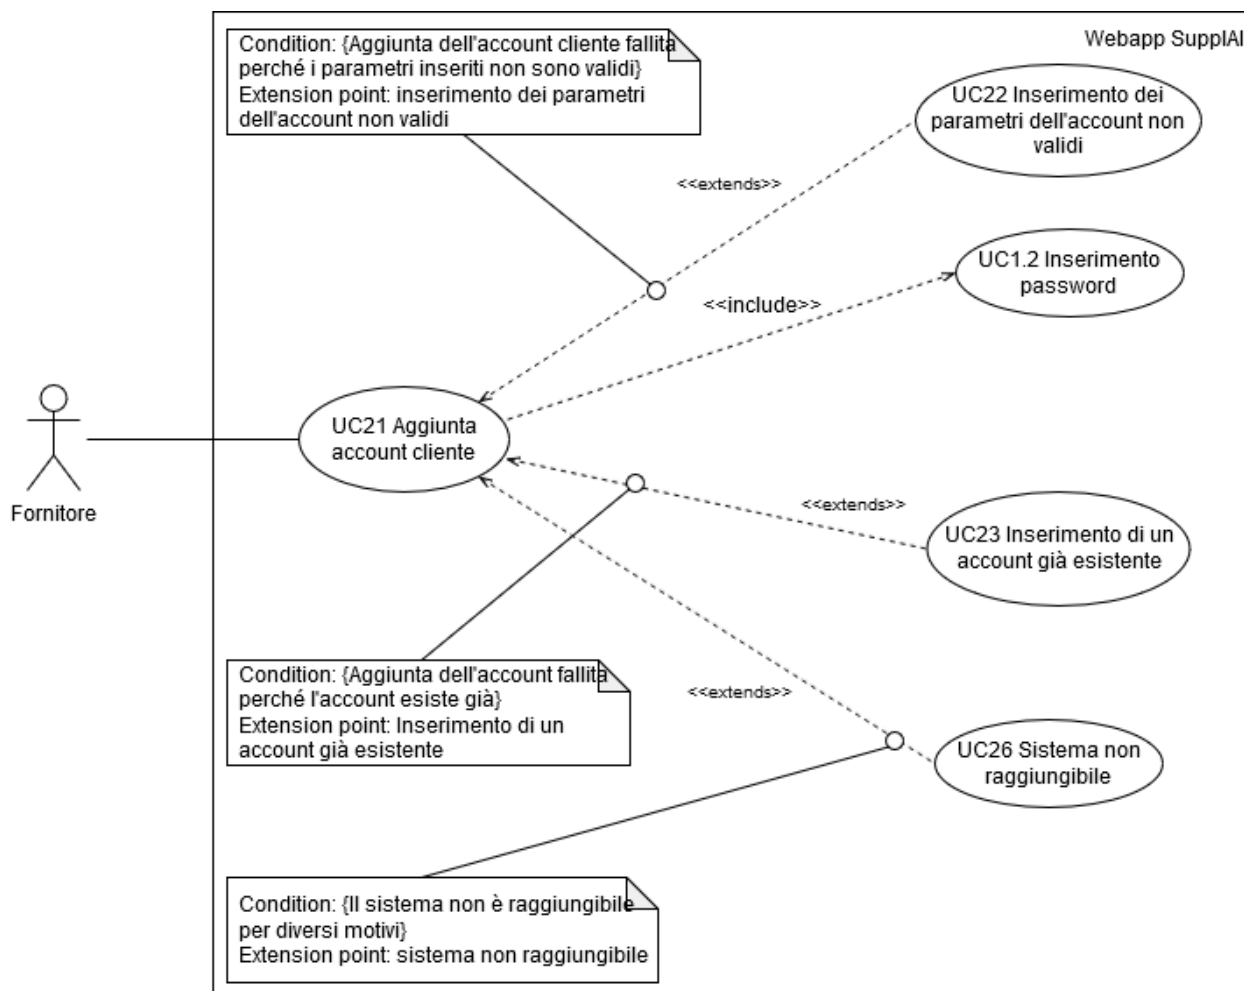 Condition: {Aggiunta dell'account cliente fallita
perché i parametri inseriti non sono validi}
Extension point: inserimento dei parametri
dell'account non validi
Webapp SupplAI
UC22 Inserimento dei
parametri dell'account non
validi
<<extends>>
UC1.2 Inserimento
password
<<include>>
UC21 Aggiunta
account cliente
Fornitore
<<extends>>
UC23 Inserimento di un
account già esistente
Condition: {Aggiunta dell'account fallita
perché l'account esiste già}
Extension point: Inserimento di un
account già esistente
<<extends>>
UC26 Sistema non
raggiungibile
Condition: {Il sistema non è raggiungibile
per diversi motivi}
Extension point: sistema non raggiungibile